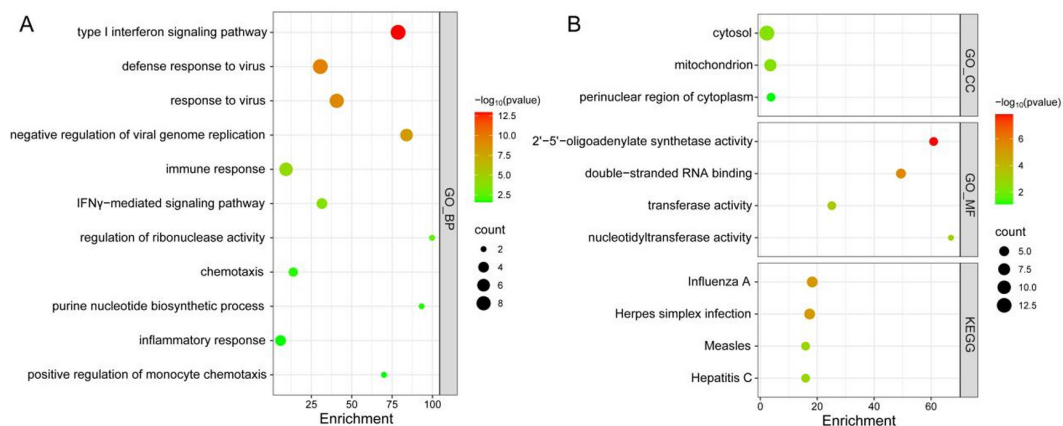 A
type I interferon signaling pathway
defense response to virus
response to virus
negative regulation of viral genome replication
immune response
IFNγ−mediated signaling pathway
regulation of ribonuclease activity
chemotaxis
purine nucleotide biosynthetic process
inflammatory response
positive regulation of monocyte chemotaxis
25 50 75 100
Enrichment
GO_BP
−log10(pvalue)
12.5
10.0
7.5
5.0
2.5
count
2
4
6
8
B
cytosol
mitochondrion
perinuclear region of cytoplasm
GO_CC
2'−5'−oligoadenylate synthetase activity
double−stranded RNA binding
transferase activity
nucleotidyltransferase activity
GO_MF
Influenza A
Herpes simplex infection
Measles
Hepatitis C
KEGG
0 20 40 60
Enrichment
−log10(pvalue)
6
4
2
count
5.0
7.5
10.0
12.5